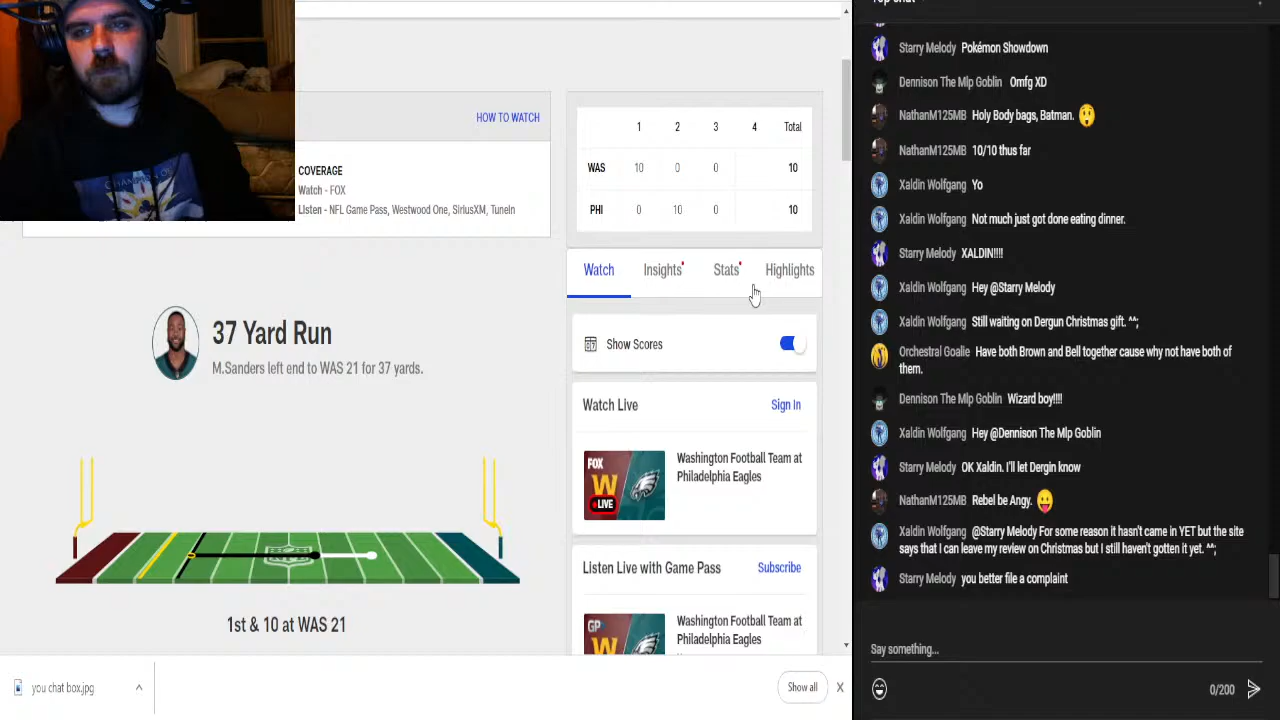 HOW TO WATCH
COVERAGE
Watch - FOX
Listen - NFL Game Pass, Westwood One, SiriusXM, TuneIn
37 Yard Run
M.Sanders left end to WAS 21 for 37 yards.
NFL
1st & 10 at WAS 21
1 2 3 4 Total
WAS 10 0 0 10
PHI 0 10 0 10
Watch Insights Stats Highlights
Show Scores
Watch Live Sign In
FOX
W
LIVE
Washington Football Team at
Philadelphia Eagles
Listen Live with Game Pass Subscribe
GP
W
Washington Football Team at
Philadelphia Eagles
you chat box.jpg
Show all X
Starry Melody Pokémon Showdown
Dennison The Mlp Goblin Omfg XD
NathanM125MB Holy Body bags, Batman. 😲
NathanM125MB 10/10 thus far
Xaldin Wolfgang Yo
Xaldin Wolfgang Not much just got done eating dinner.
Starry Melody XALDIN!!!!
Xaldin Wolfgang Hey @Starry Melody
Xaldin Wolfgang Still waiting on Dergun Christmas gift. ^^;
Orchestral Goalie Have both Brown and Bell together cause why not have both of
them.
Dennison The Mlp Goblin Wizard boy!!!!
Xaldin Wolfgang Hey @Dennison The Mlp Goblin
Starry Melody OK Xaldin. I'll let Dergin know
NathanM125MB Rebel be Angy. 😛
Xaldin Wolfgang @Starry Melody For some reason it hasn't came in YET but the site
says that I can leave my review on Christmas but I still haven't gotten it yet. ^^;
Starry Melody you better file a complaint
Say something...
0/200